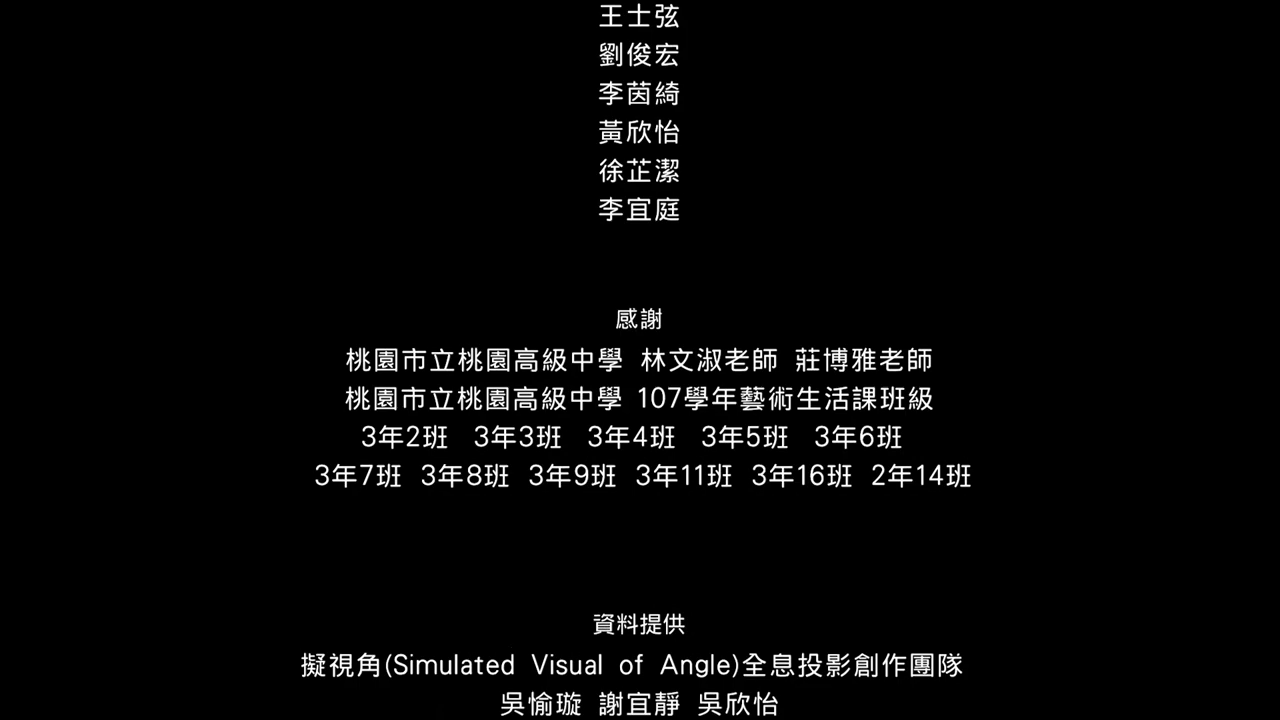 王士弦
劉俊宏
李茵綺
黃欣怡
徐芷潔
李宜庭
感謝
桃園市立桃園高級中學 林文淑老師 莊博雅老師
桃園市立桃園高級中學 107學年藝術生活課班級
3年2班 3年3班 3年4班 3年5班 3年6班
3年7班 3年8班 3年9班 3年11班 3年16班 2年14班
資料提供
擬視角(Simulated Visual of Angle)全息投影創作團隊
吳愉璇 謝宜靜 吳欣怡